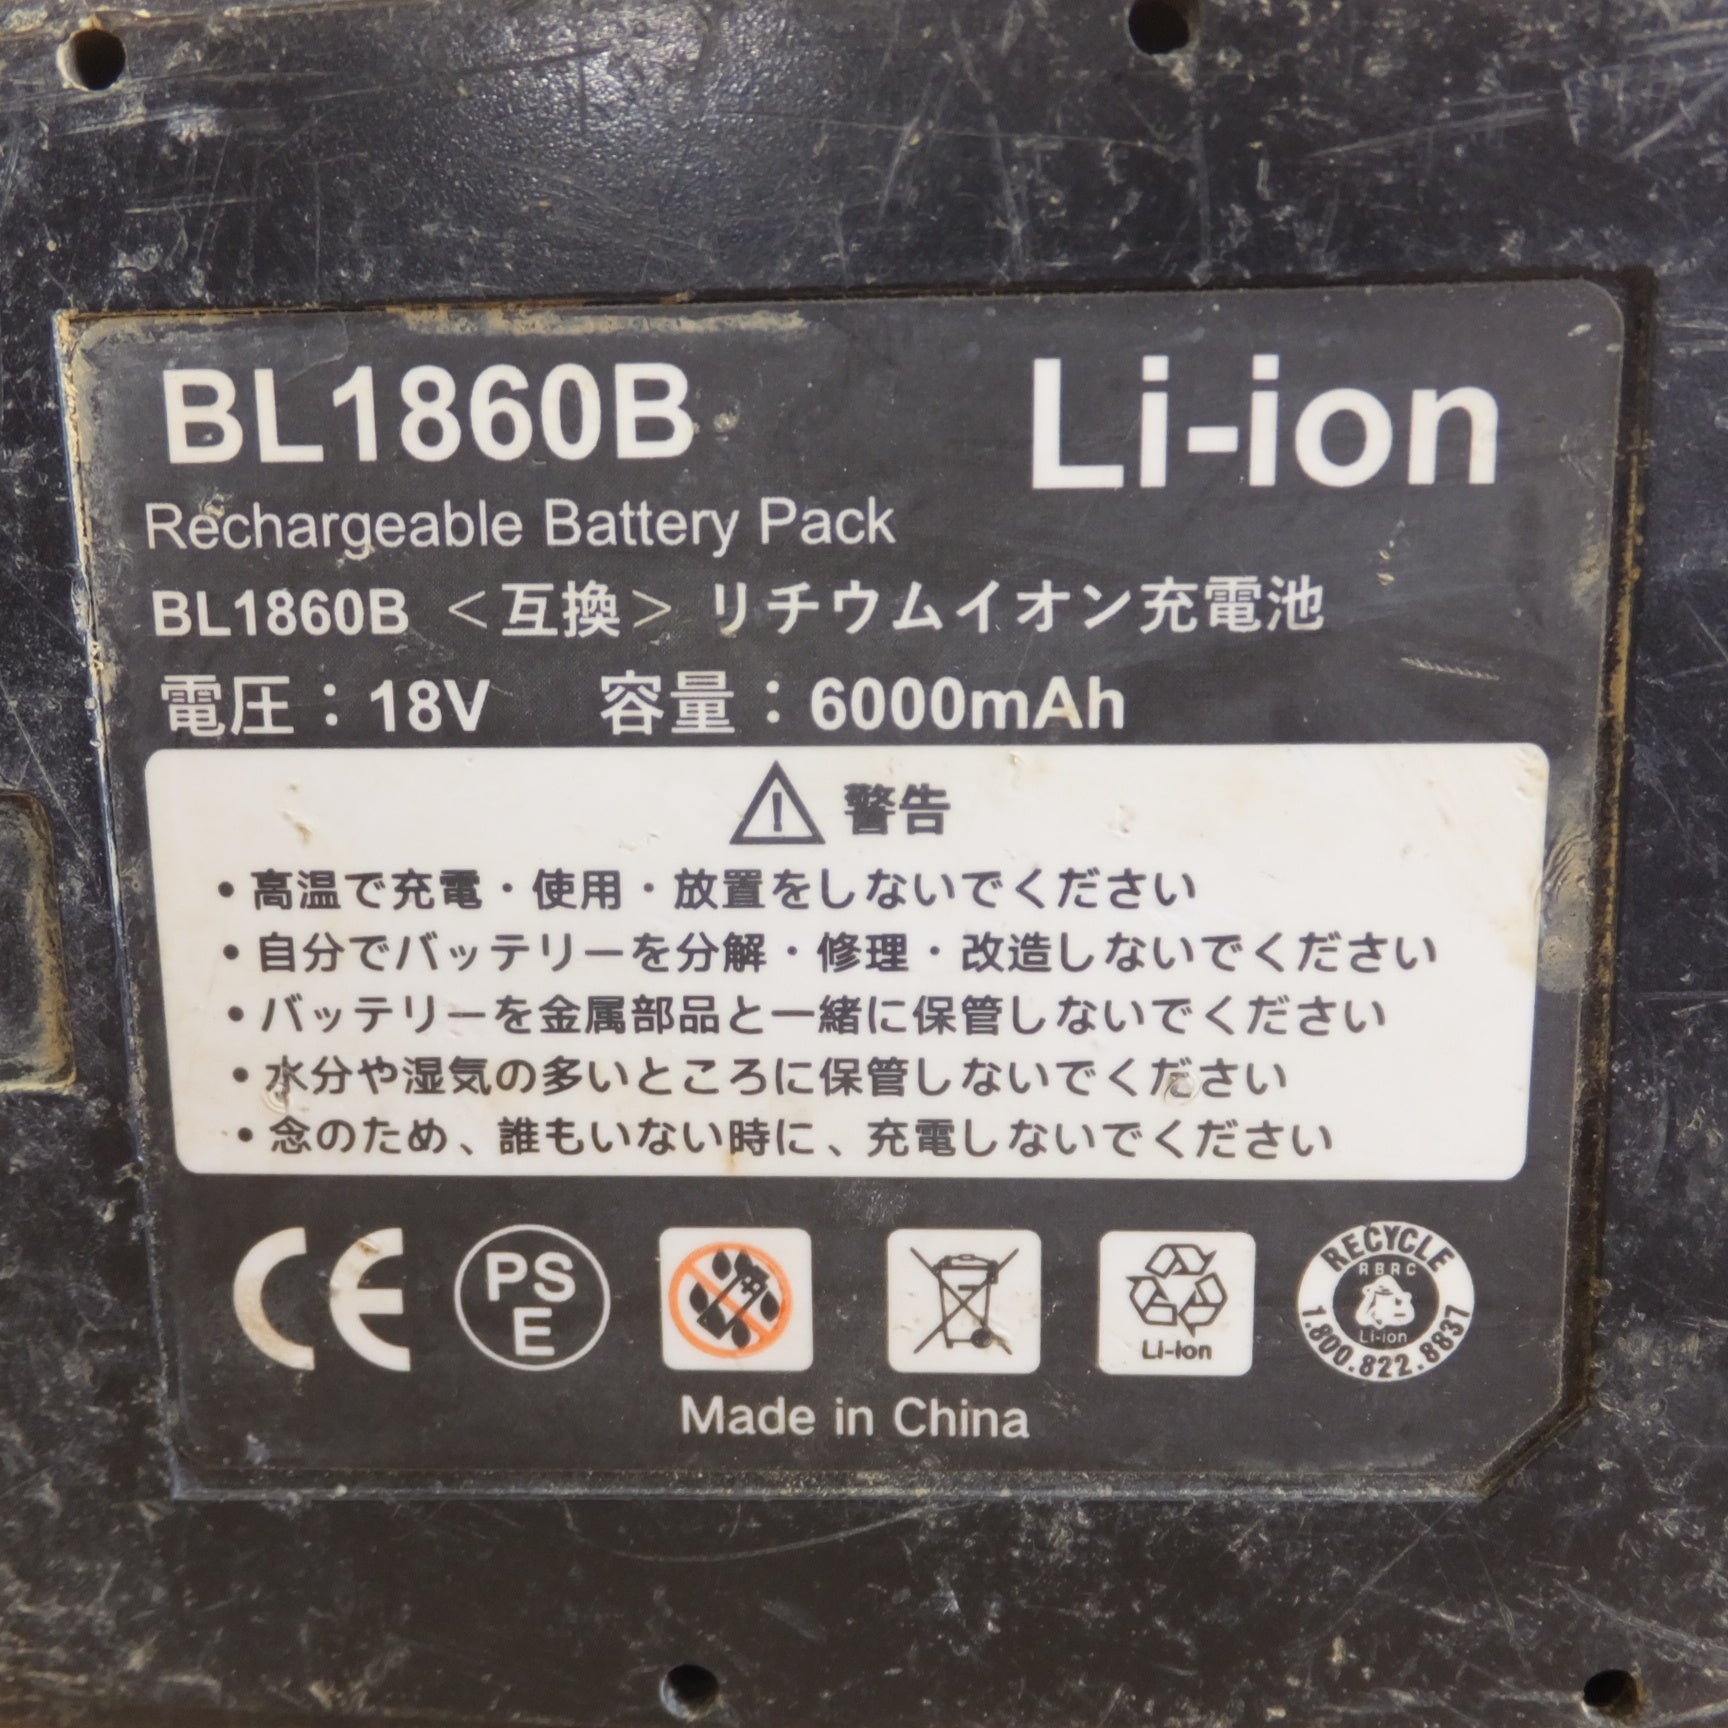 BL1860B
Li-ion
Rechargeable Battery Pack
BL1860B ＜互換＞ リチウムイオン充電池
電圧：18V 容量：6000mAh
警告
・高温で充電・使用・放置をしないでください
・自分でバッテリーを分解・修理・改造しないでください
・バッテリーを金属部品と一緒に保管しないでください
・水分や湿気の多いところに保管しないでください
・念のため、誰もいない時に、充電しないでください
CE
PS
E
Li-ion
RECYCLE
RBRC
Li-ion
1.800.822.8837
Made in China